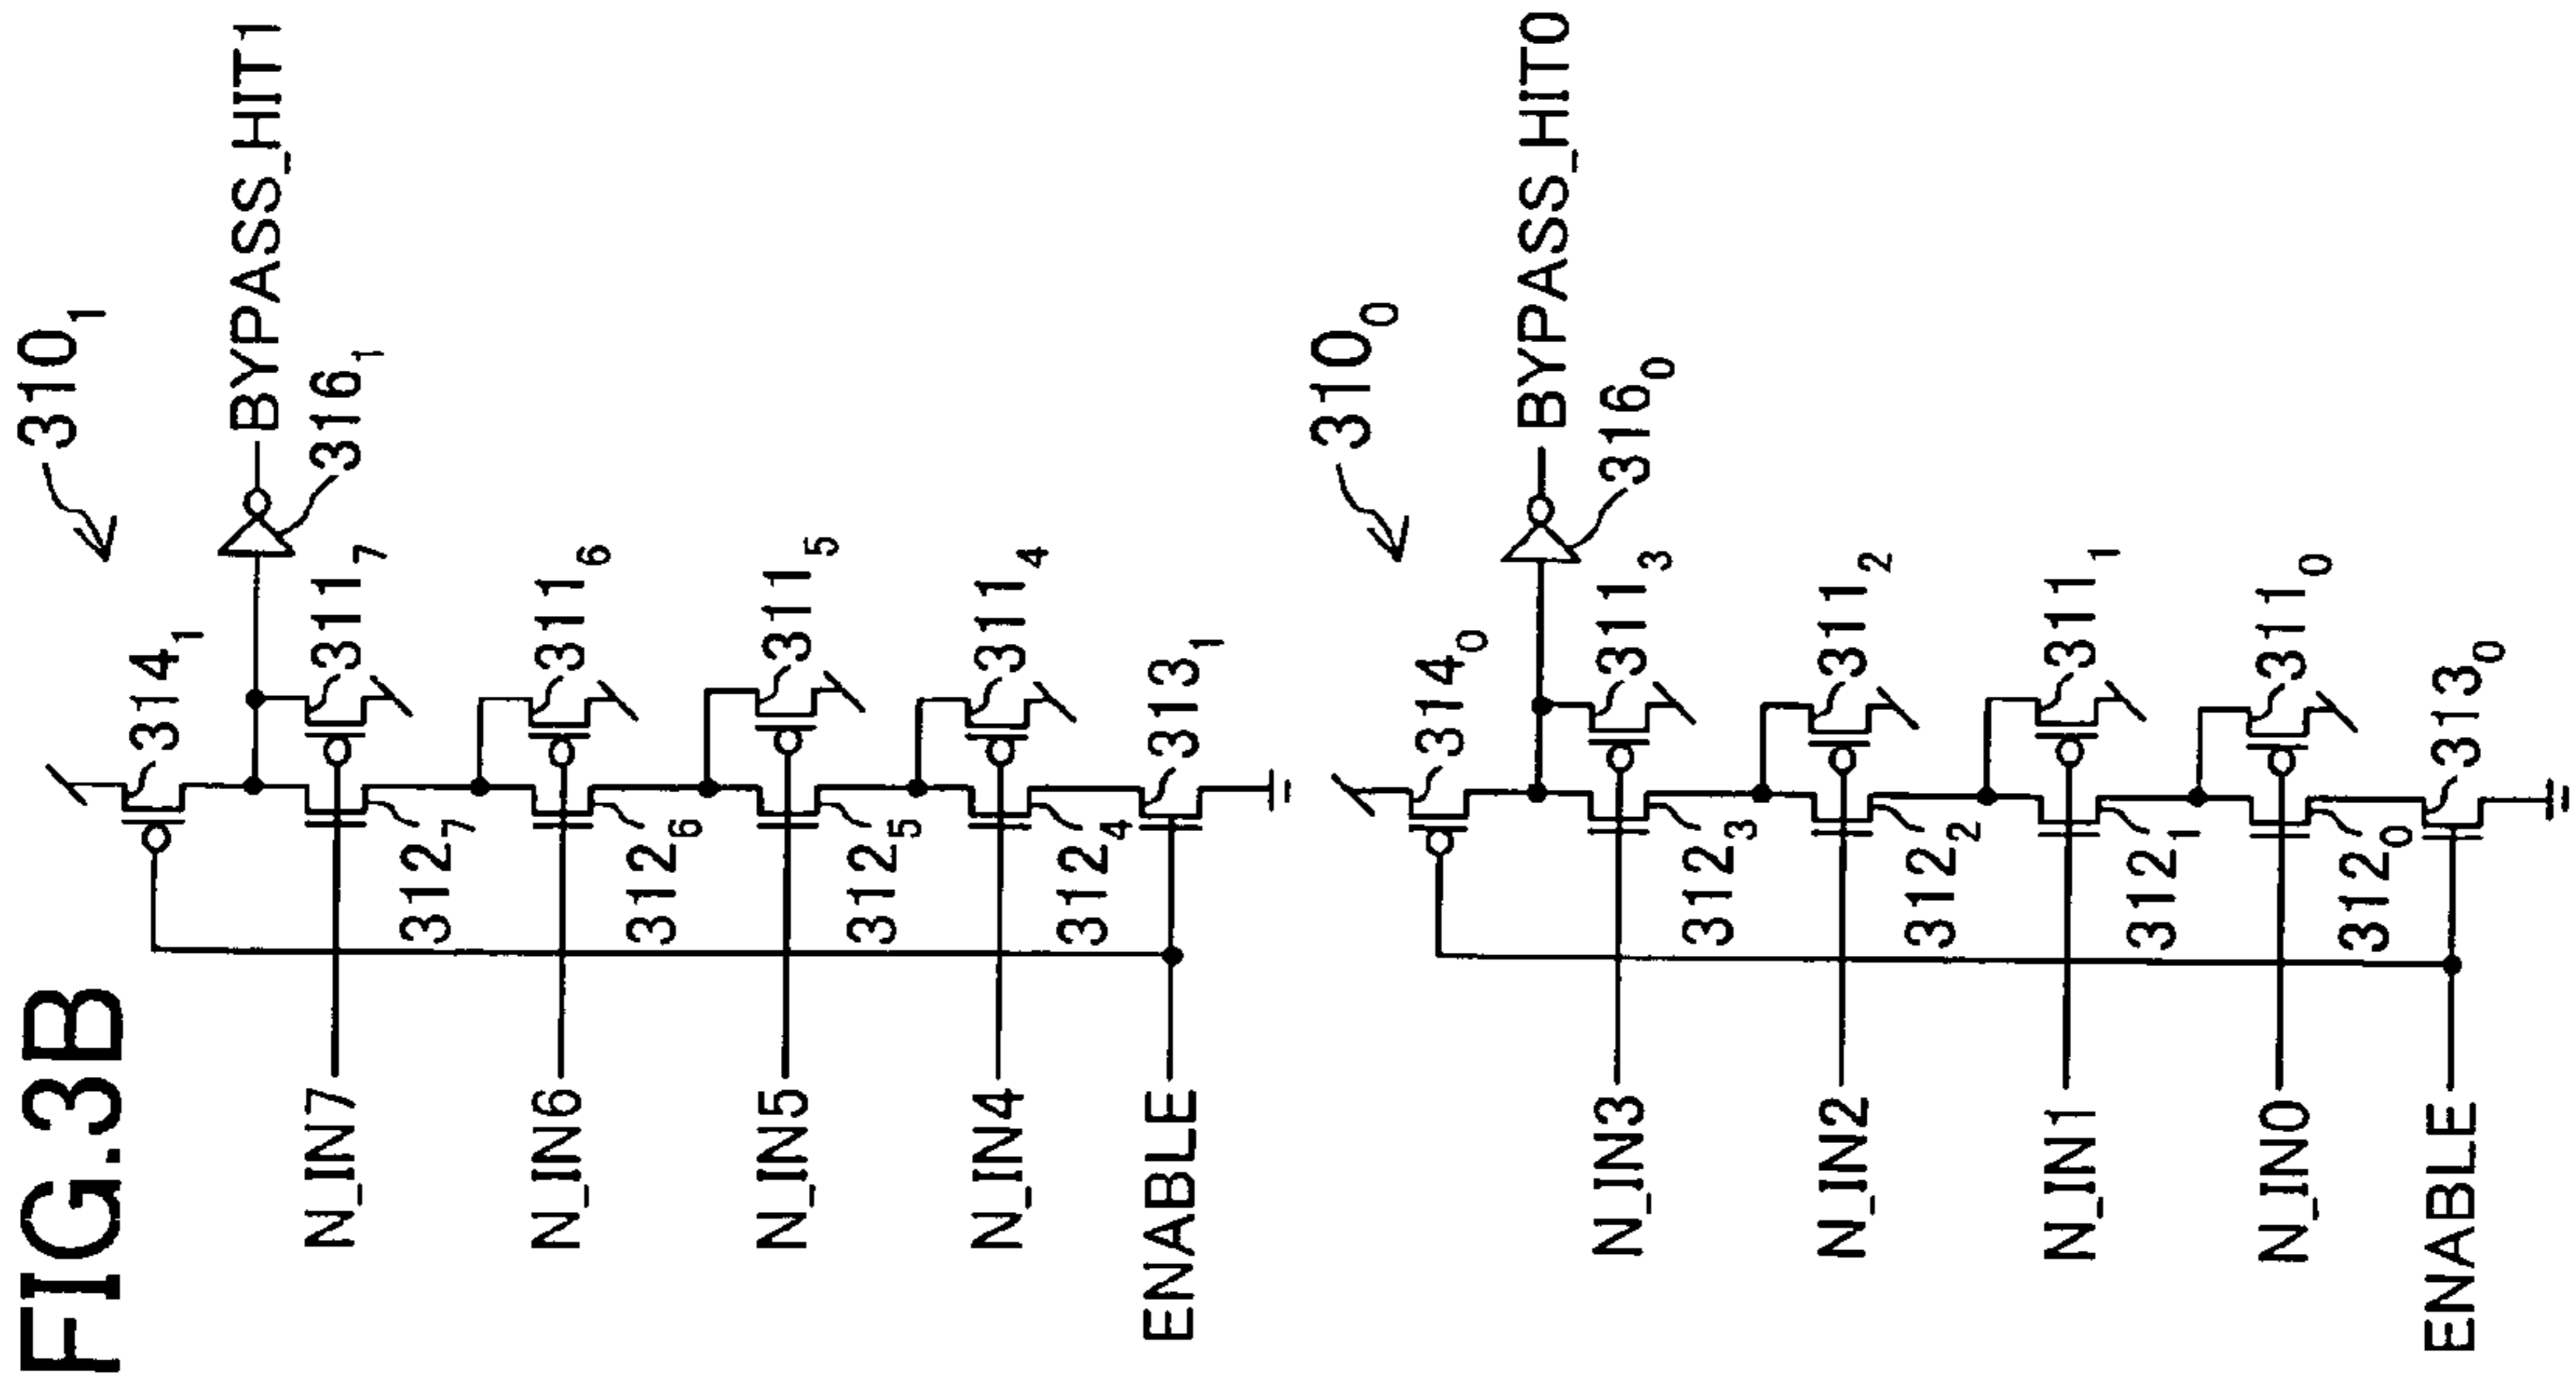 FIG.3B
310₁
314₁
BYPASS_HIT1
316₁
N_IN7
312₇
311₇
N_IN6
312₆
311₆
N_IN5
312₅
311₅
N_IN4
312₄
311₄
ENABLE
313₁
310₀
314₀
BYPASS_HIT0
316₀
N_IN3
312₃
311₃
N_IN2
312₂
311₂
N_IN1
312₁
311₁
N_IN0
312₀
311₀
ENABLE
313₀